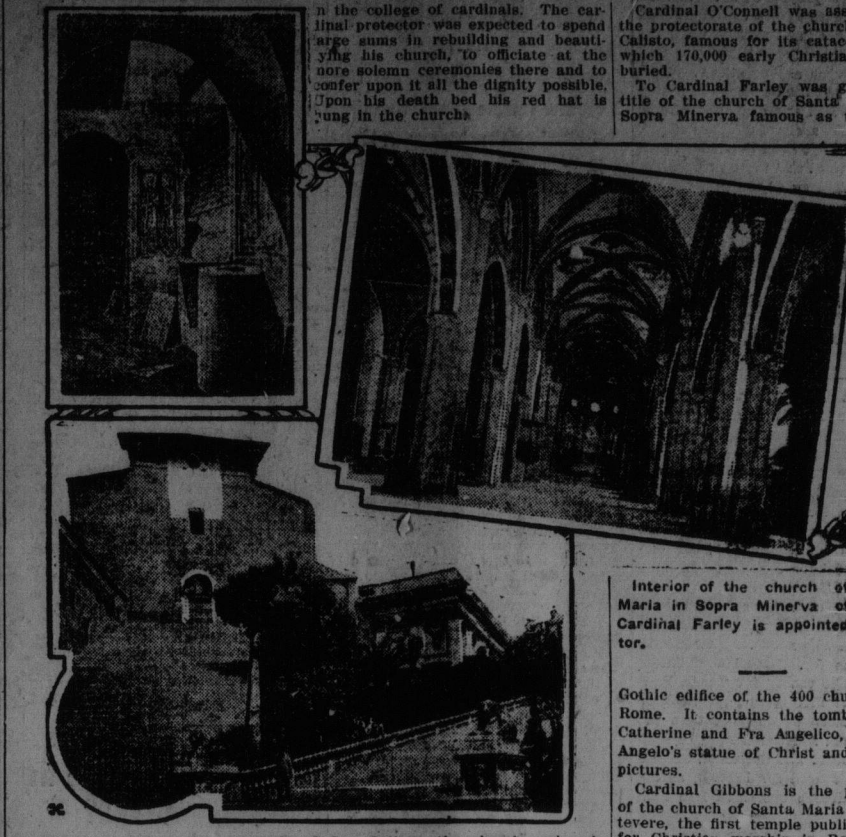 n the college of cardinals. The car-
linal protector was expected to spend
arge sums in rebuilding and beauti-
ying his church, to officiate at the
nore solemn ceremonies there and to
confer upon it all the dignity possible.
Upon his death bed his red hat is
hung in the church.
Cardinal O'Connell was ass
the protectorate of the church
Calisto, famous for its catac
which 170,000 early Christia
buried.
To Cardinal Farley was g
title of the church of Santa
Sopra Minerva famous as
Interior of the church of
Maria in Sopra Minerva of
Cardinal Farley is appointed
tor.
Gothic edifice of the 400 chu
Rome. It contains the tomb
Catherine and Fra Angelico,
Angelo's statue of Christ and
pictures.
Cardinal Gibbons is the
of the church of Santa Maria
tevere, the first temple publi